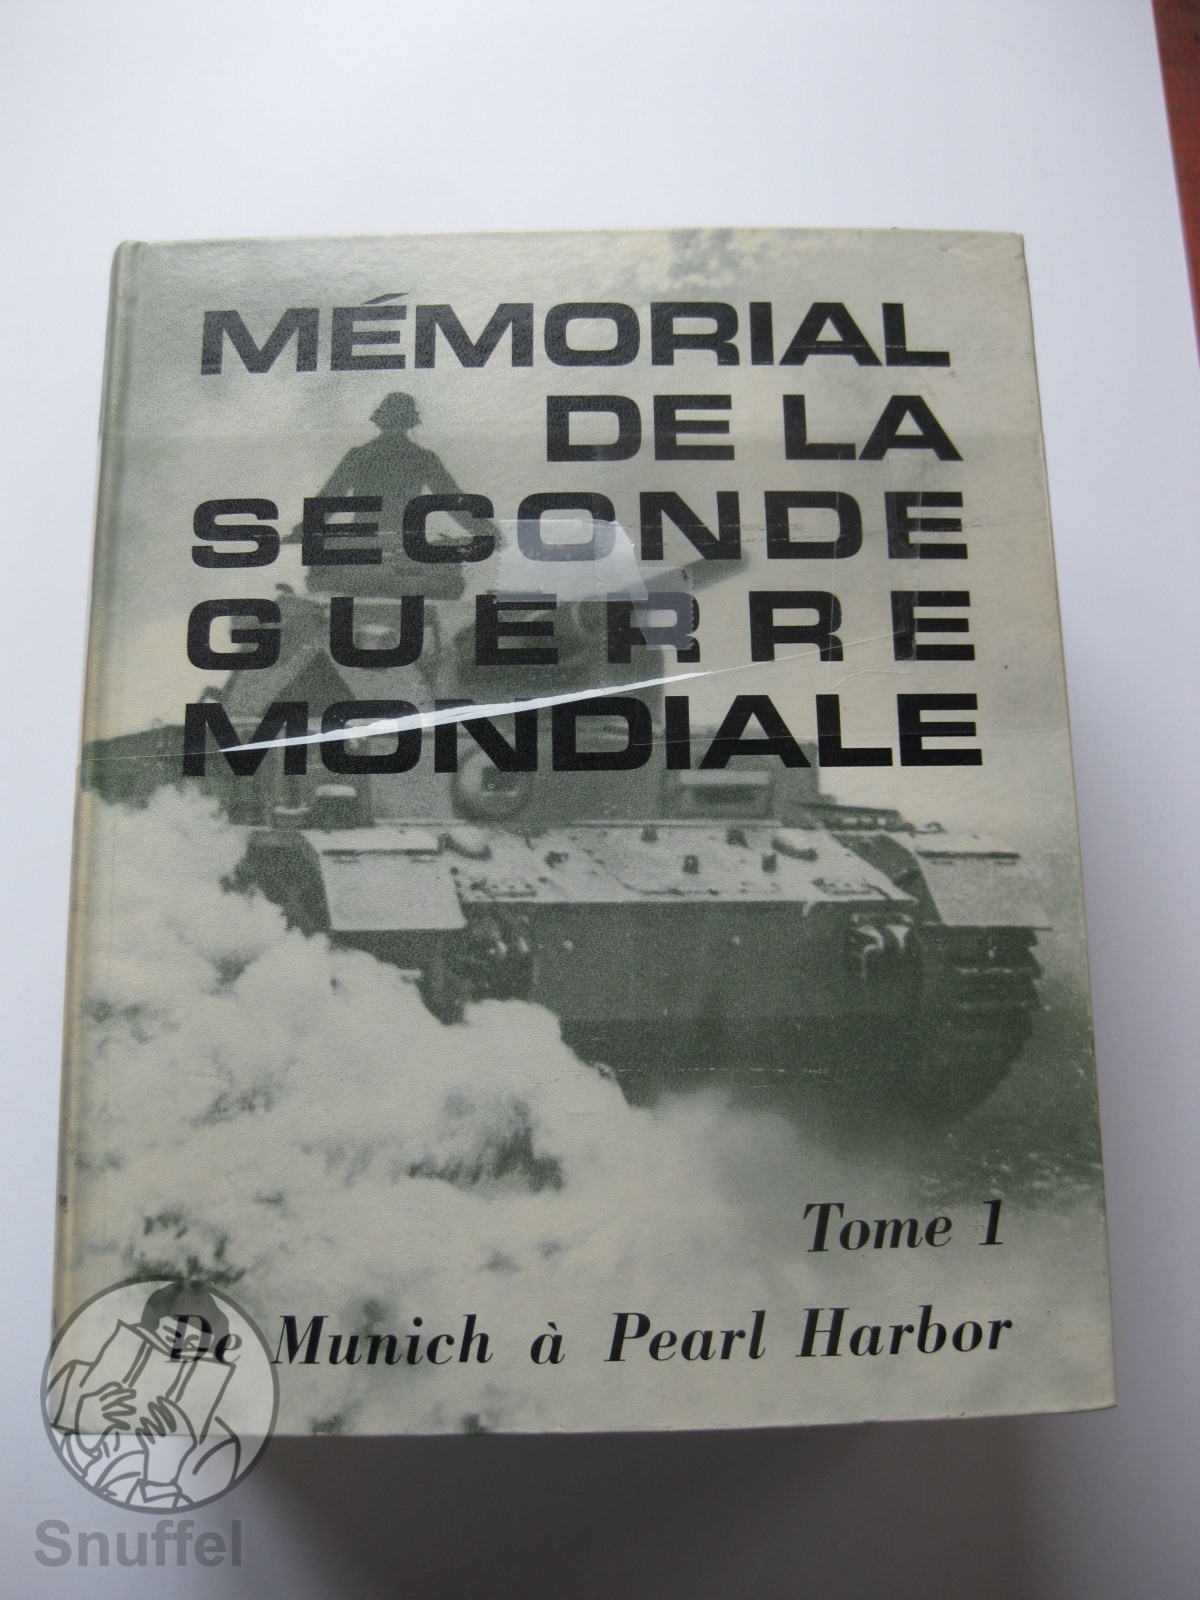 MÉMORIAL
DE LA
SECONDE
GUERRE
MONDIALE
Tome 1
De Munich à Pearl Harbor
Snuffel